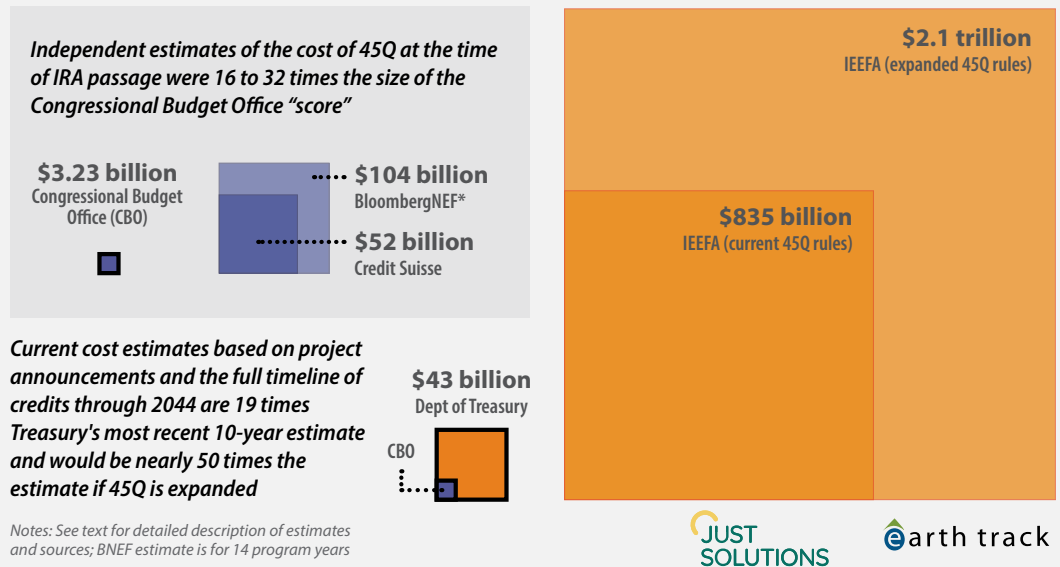 Independent estimates of the cost of 45Q at the time
of IRA passage were 16 to 32 times the size of the
Congressional Budget Office “score”
$3.23 billion
Congressional Budget
Office (CBO)
$104 billion
BloombergNEF*
$52 billion
Credit Suisse
Current cost estimates based on project
announcements and the full timeline of
credits through 2044 are 19 times
Treasury's most recent 10-year estimate
and would be nearly 50 times the
estimate if 45Q is expanded
$43 billion
Dept of Treasury
CBO
Notes: See text for detailed description of estimates
and sources; BNEF estimate is for 14 program years
$2.1 trillion
IEEFA (expanded 45Q rules)
$835 billion
IEEFA (current 45Q rules)
JUST
SOLUTIONS
earth track